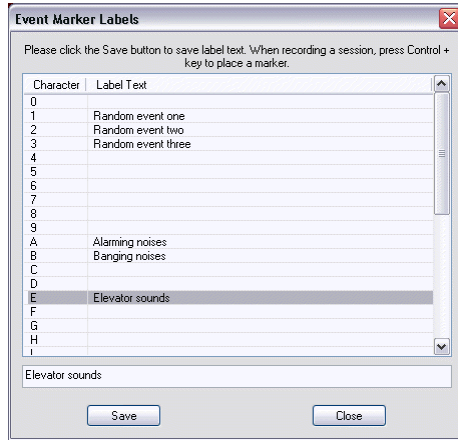 Event Marker Labels
Please click the Save button to save label text. When recording a session, press Control +
key to place a marker.
Character Label Text
0
1 Random event one
2 Random event two
3 Random event three
4
5
6
7
8
9
A Alarming noises
B Banging noises
C
D
E Elevator sounds
F
G
H
Elevator sounds
Save Close